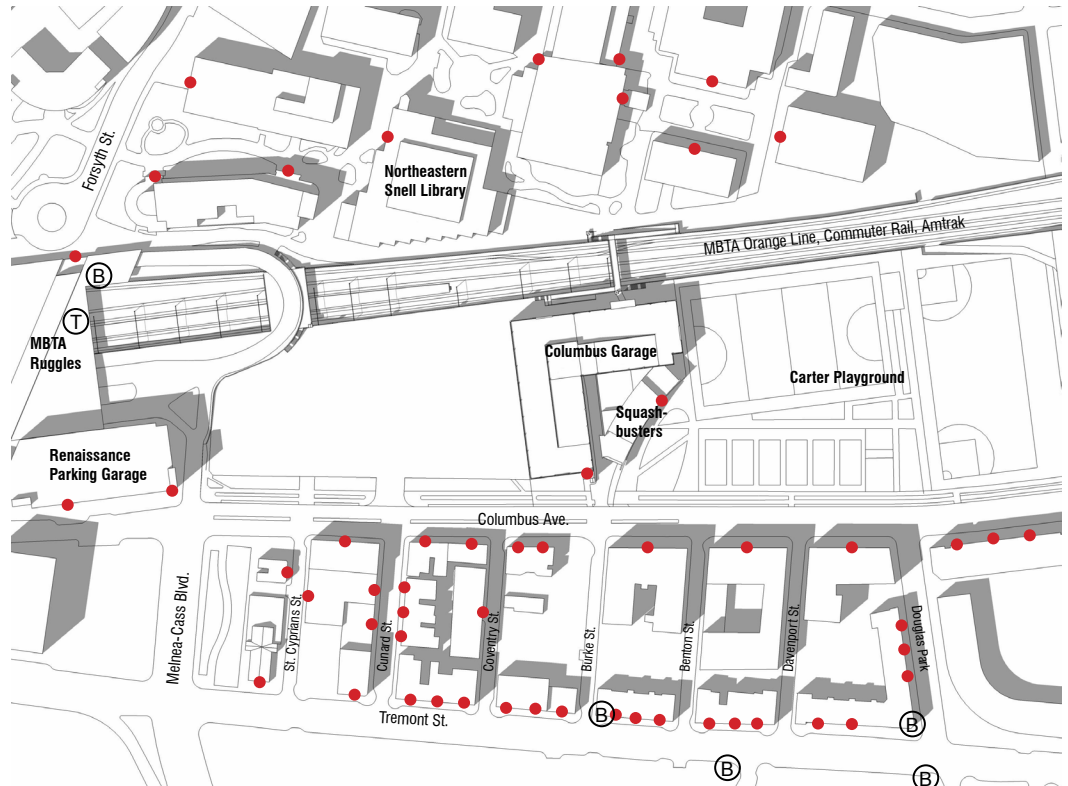 Forsyth St.
Northeastern
Snell Library
MBTA Orange Line, Commuter Rail, Amtrak
B
T
MBTA
Ruggles
Columbus Garage
Carter Playground
Squash-
busters
Renaissance
Parking Garage
Columbus Ave.
Melnea-Cass Blvd.
St. Cyprians St.
Cunard St.
Coventry St.
Burke St.
Benton St.
Davenport St.
Douglas Park
Tremont St.
B
B
B
B